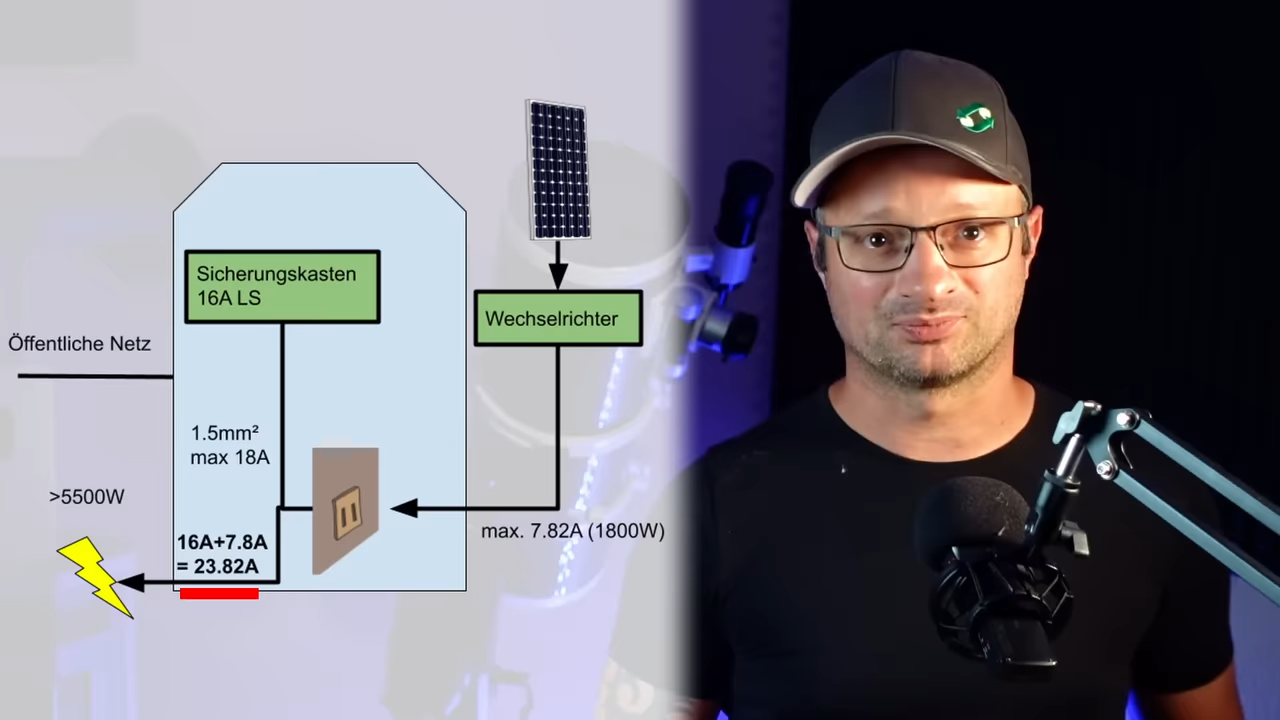 Sicherungskasten
16A LS
Wechselrichter
Öffentliche Netz
1.5mm²
max 18A
>5500W
16A+7.8A
= 23.82A
max. 7.82A (1800W)